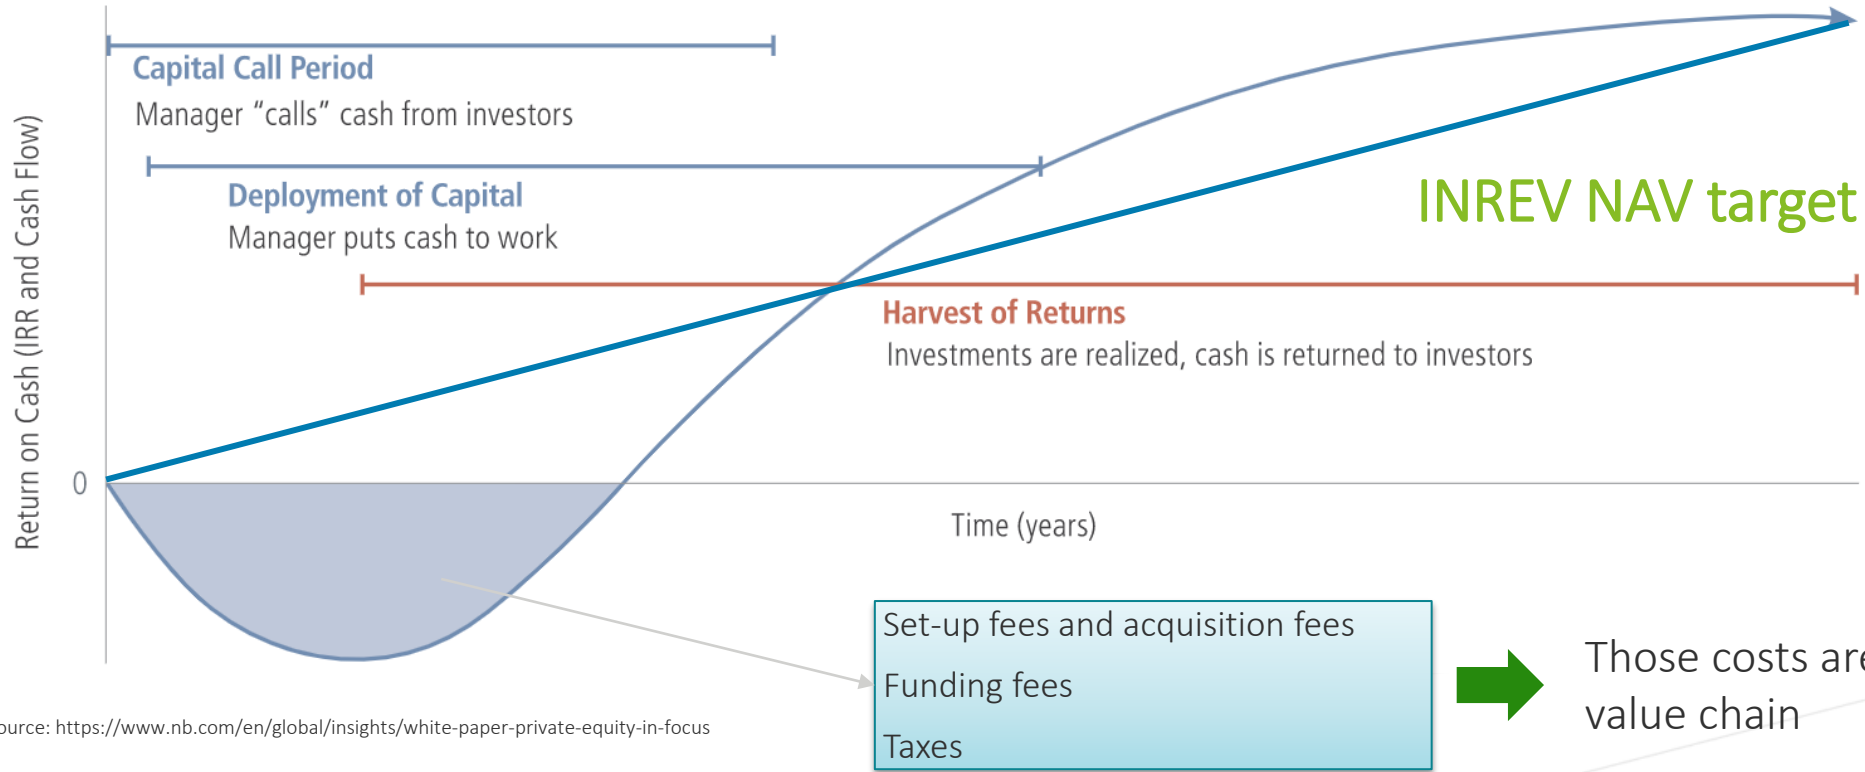 Capital Call Period
Manager “calls” cash from investors
Deployment of Capital
Manager puts cash to work
INREV NAV target
Harvest of Returns
Investments are realized, cash is returned to investors
Return on Cash (IRR and Cash Flow)
0
Time (years)
Set-up fees and acquisition fees
Funding fees
Taxes
Those costs are
value chain
ource: https://www.nb.com/en/global/insights/white-paper-private-equity-in-focus